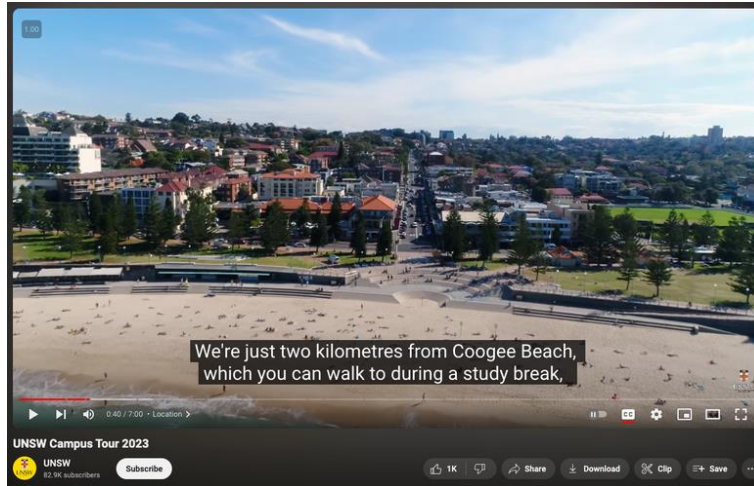 1.00
We're just two kilometres from Coogee Beach,
which you can walk to during a study break,
0:40 / 7:00 • Location >
CC
UNSW Campus Tour 2023
UNSW
82.9K subscribers
Subscribe
1K
Share
Download
Clip
Save